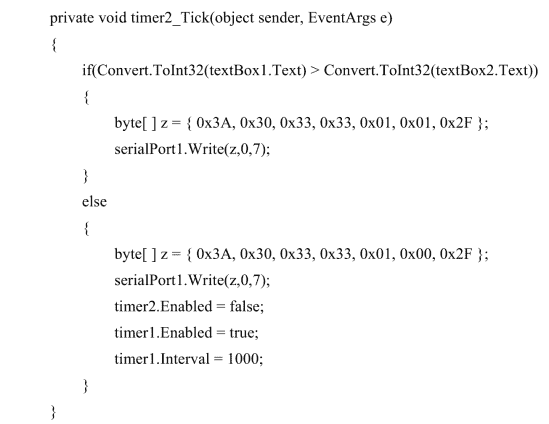 private void timer2_Tick(object sender, EventArgs e)
{
if(Convert.ToInt32(textBox1.Text) > Convert.ToInt32(textBox2.Text))
{
byte[ ] z = { 0x3A, 0x30, 0x33, 0x33, 0x01, 0x01, 0x2F };
serialPort1.Write(z,0,7);
}
else
{
byte[ ] z = { 0x3A, 0x30, 0x33, 0x33, 0x01, 0x00, 0x2F };
serialPort1.Write(z,0,7);
timer2.Enabled = false;
timer1.Enabled = true;
timer1.Interval = 1000;
}
}